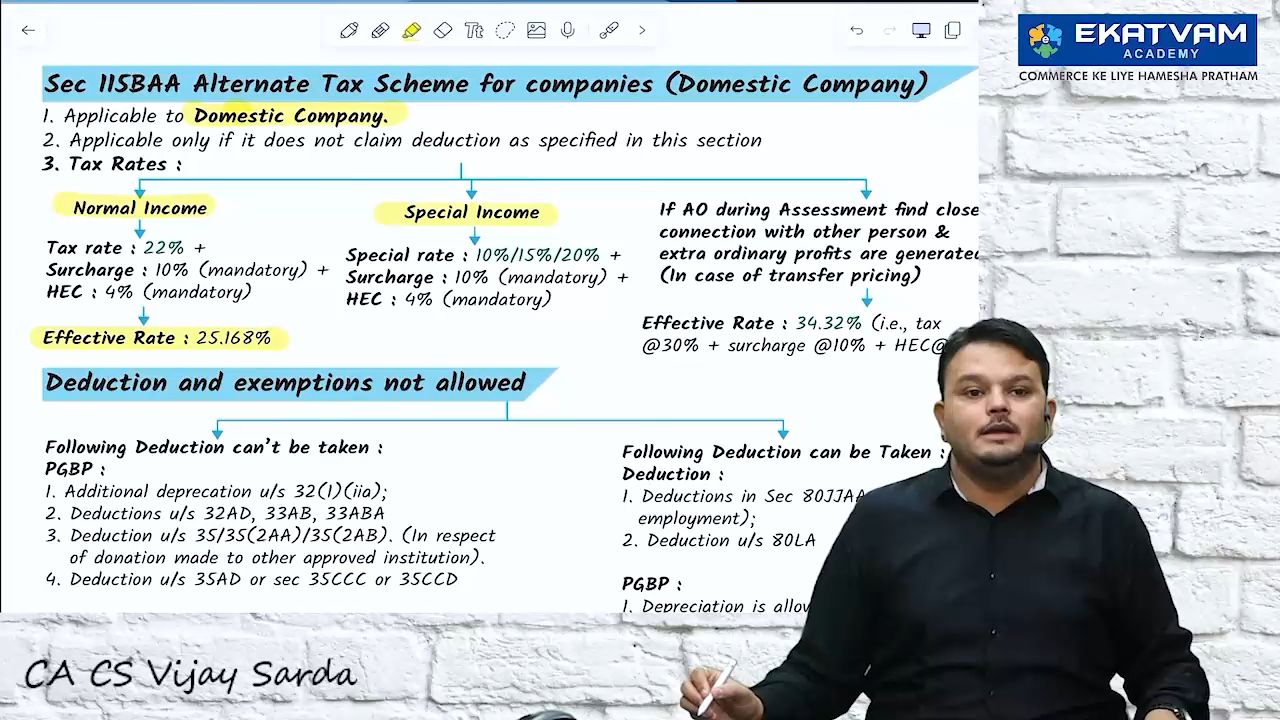 EKATVAM
ACADEMY
COMMERCE KE LIYE HAMESHA PRATHAM
Tt
Sec 115BAA Alternate Tax Scheme for companies (Domestic Company)
1. Applicable to Domestic Company.
2. Applicable only if it does not claim deduction as specified in this section
3. Tax Rates :
Normal Income
Tax rate : 22% +
Surcharge : 10% (mandatory) +
HEC : 4% (mandatory)
Effective Rate : 25.168%
Special Income
Special rate : 10%/15%/20% +
Surcharge : 10% (mandatory) +
HEC : 4% (mandatory)
If AO during Assessment find close
connection with other person &
extra ordinary profits are generated
(In case of transfer pricing)
Effective Rate : 34.32% (i.e., tax
@30% + surcharge @10% + HEC@
Deduction and exemptions not allowed
Following Deduction can't be taken :
PGBP :
1. Additional deprecation u/s 32(1)(iia);
2. Deductions u/s 32AD, 33AB, 33ABA
3. Deduction u/s 35/35(2AA)/35(2AB). (In respect
of donation made to other approved institution).
4. Deduction u/s 35AD or sec 35CCC or 35CCD
Following Deduction can be Taken :
Deduction :
1. Deductions in Sec 80JJAA
employment);
2. Deduction u/s 80LA
PGBP :
1. Depreciation is allow
CA CS Vijay Sarda